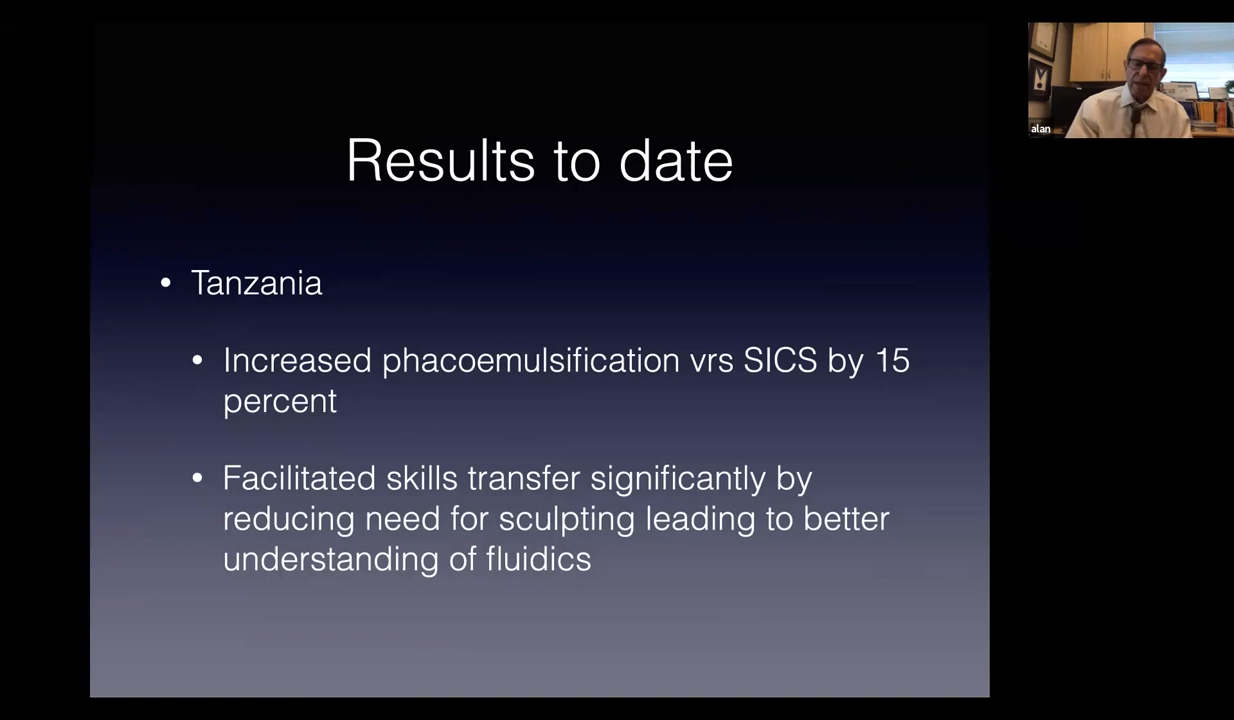 Results to date
• Tanzania
• Increased phacoemulsification vrs SICS by 15
percent
• Facilitated skills transfer significantly by
reducing need for sculpting leading to better
understanding of fluidics
alan